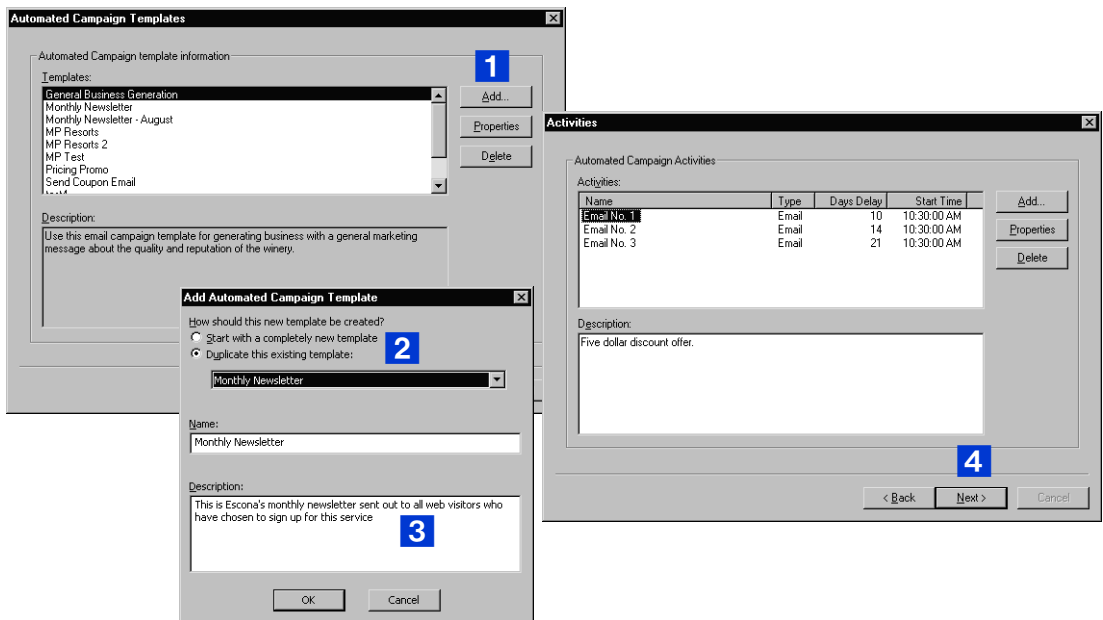 Automated Campaign Templates
Automated Campaign template information
1
Templates:
General Business Generation
Monthly Newsletter
Monthly Newsletter - August
MP Resorts
MP Resorts 2
MP Test
Pricing Promo
Send Coupon Email
Add...
Properties
Delete
Description:
Use this email campaign template for generating business with a general marketing
message about the quality and reputation of the winery.
Add Automated Campaign Template
How should this new template be created?
Start with a completely new template
2
Duplicate this existing template:
Monthly Newsletter
Name:
Monthly Newsletter
Description:
This is Escona's monthly newsletter sent out to all web visitors who
have chosen to sign up for this service
3
OK Cancel
Activities
Automated Campaign Activities
Activities:
Name Type Days Delay Start Time
Email No. 1 Email 10 10:30:00 AM
Email No. 2 Email 14 10:30:00 AM
Email No. 3 Email 21 10:30:00 AM
Add...
Properties
Delete
Description:
Five dollar discount offer.
4
< Back Next > Cancel